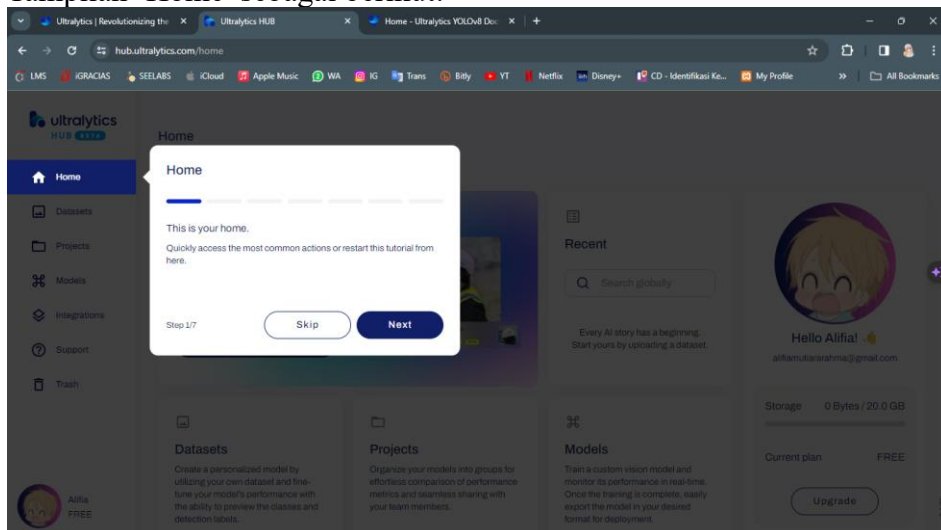 Tampilan "Home" sebagai berikut:
Ultralytics | Revolutionizing the
Ultralytics HUB
Home - Ultralytics YOLOv8 Doc
hub.ultralytics.com/home
LMS
iGRACIAS
SEELABS
iCloud
Apple Music
WA
IG
Trans
Bitly
YT
Netflix
Disney+
CD - Identifikasi Ke...
My Profile
All Bookmarks
ultralytics
HUB BETA
Home
Home
Datasets
Projects
Models
Integrations
Support
Trash
Alifia
FREE
Home
This is your home.
Quickly access the most common actions or restart this tutorial from
here.
Step 1/7
Skip
Next
Recent
Search globally
Every AI story has a beginning.
Start yours by uploading a dataset.
Hello Alifia!
alifiamutiararahma@gmail.com
Storage 0 Bytes / 20.0 GB
Current plan FREE
Upgrade
Datasets
Create a personalized model by
utilizing your own dataset and fine-
tune your model's performance with
the ability to preview the classes and
detection labels.
Projects
Organize your models into groups for
effortless comparison of performance
metrics and seamless sharing with
your team members.
Models
Train a custom vision model and
monitor its performance in real-time.
Once the training is complete, easily
export the model in your desired
format for deployment.